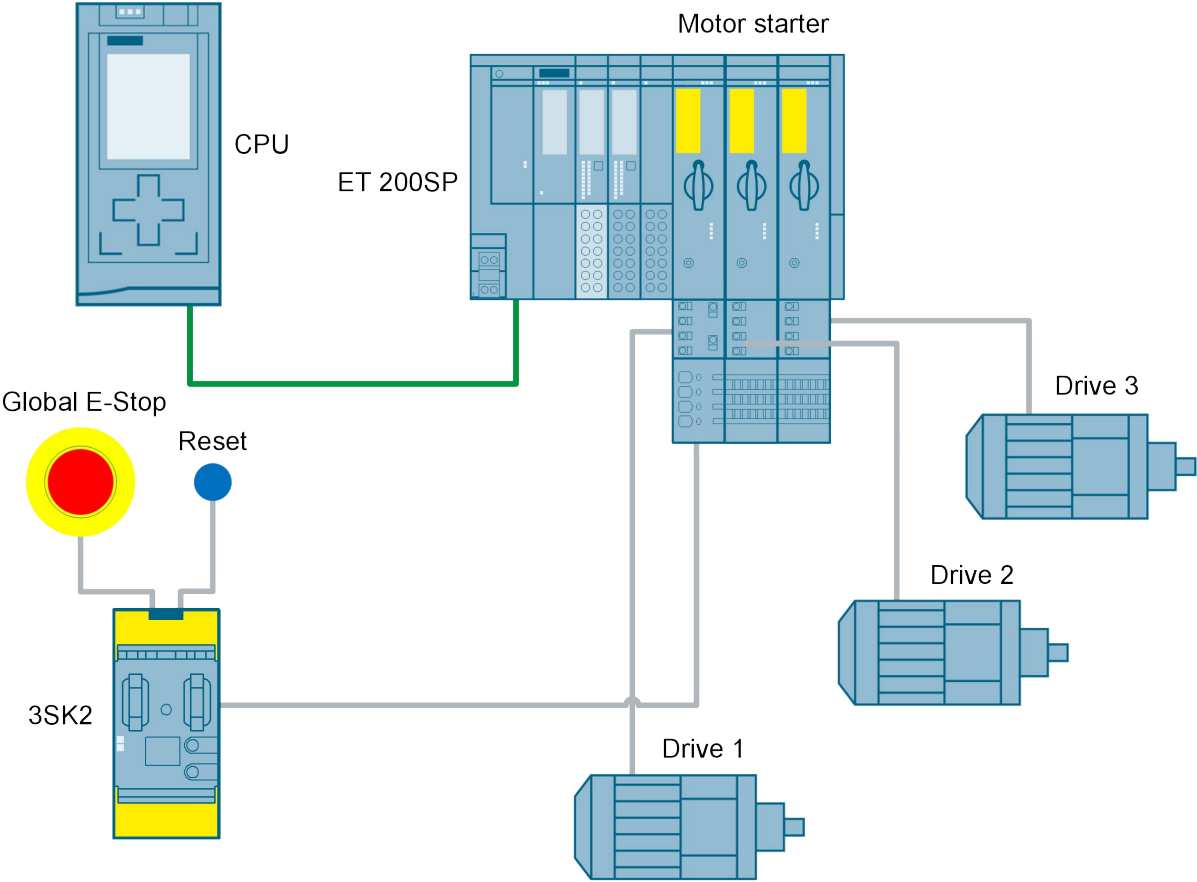 Motor starter
CPU
ET 200SP
Drive 3
Global E-Stop
Reset
Drive 2
3SK2
Drive 1